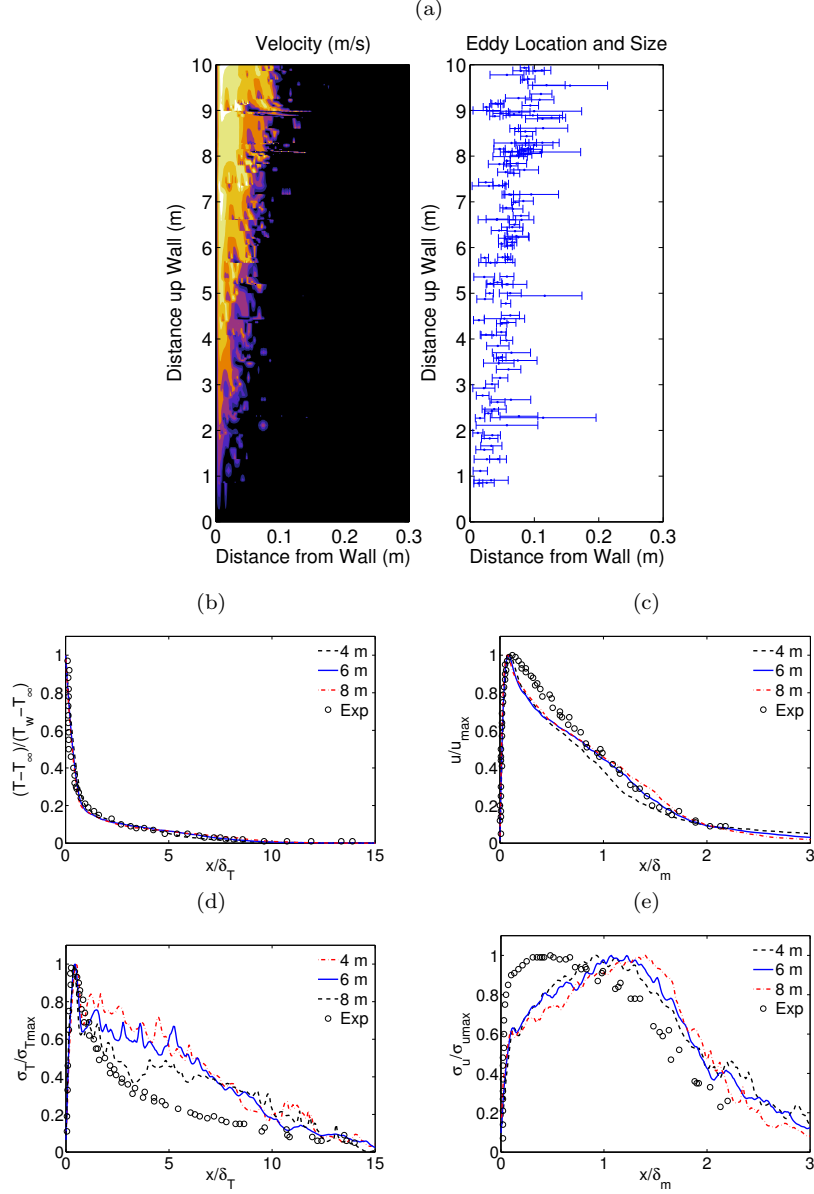 (a)
Velocity (m/s)
Eddy Location and Size
10
9
8
7
6
5
4
3
2
1
0
Distance up Wall (m)
0
0.1
0.2
0.3
Distance from Wall (m)
10
9
8
7
6
5
4
3
2
1
0
Distance up Wall (m)
0
0.1
0.2
0.3
Distance from Wall (m)
(b)
(c)
1
0.8
0.6
0.4
0.2
0
(T−T∞)/(Tw−T∞)
4 m
6 m
8 m
Exp
0
5
10
15
x/δT
1
0.8
0.6
0.4
0.2
0
u/umax
4 m
6 m
8 m
Exp
0
1
2
3
x/δm
(d)
(e)
1
0.8
0.6
0.4
0.2
0
σT/σTmax
4 m
6 m
8 m
Exp
0
5
10
15
x/δT
1
0.8
0.6
0.4
0.2
0
σu/σumax
4 m
6 m
8 m
Exp
0
1
2
3
x/δm